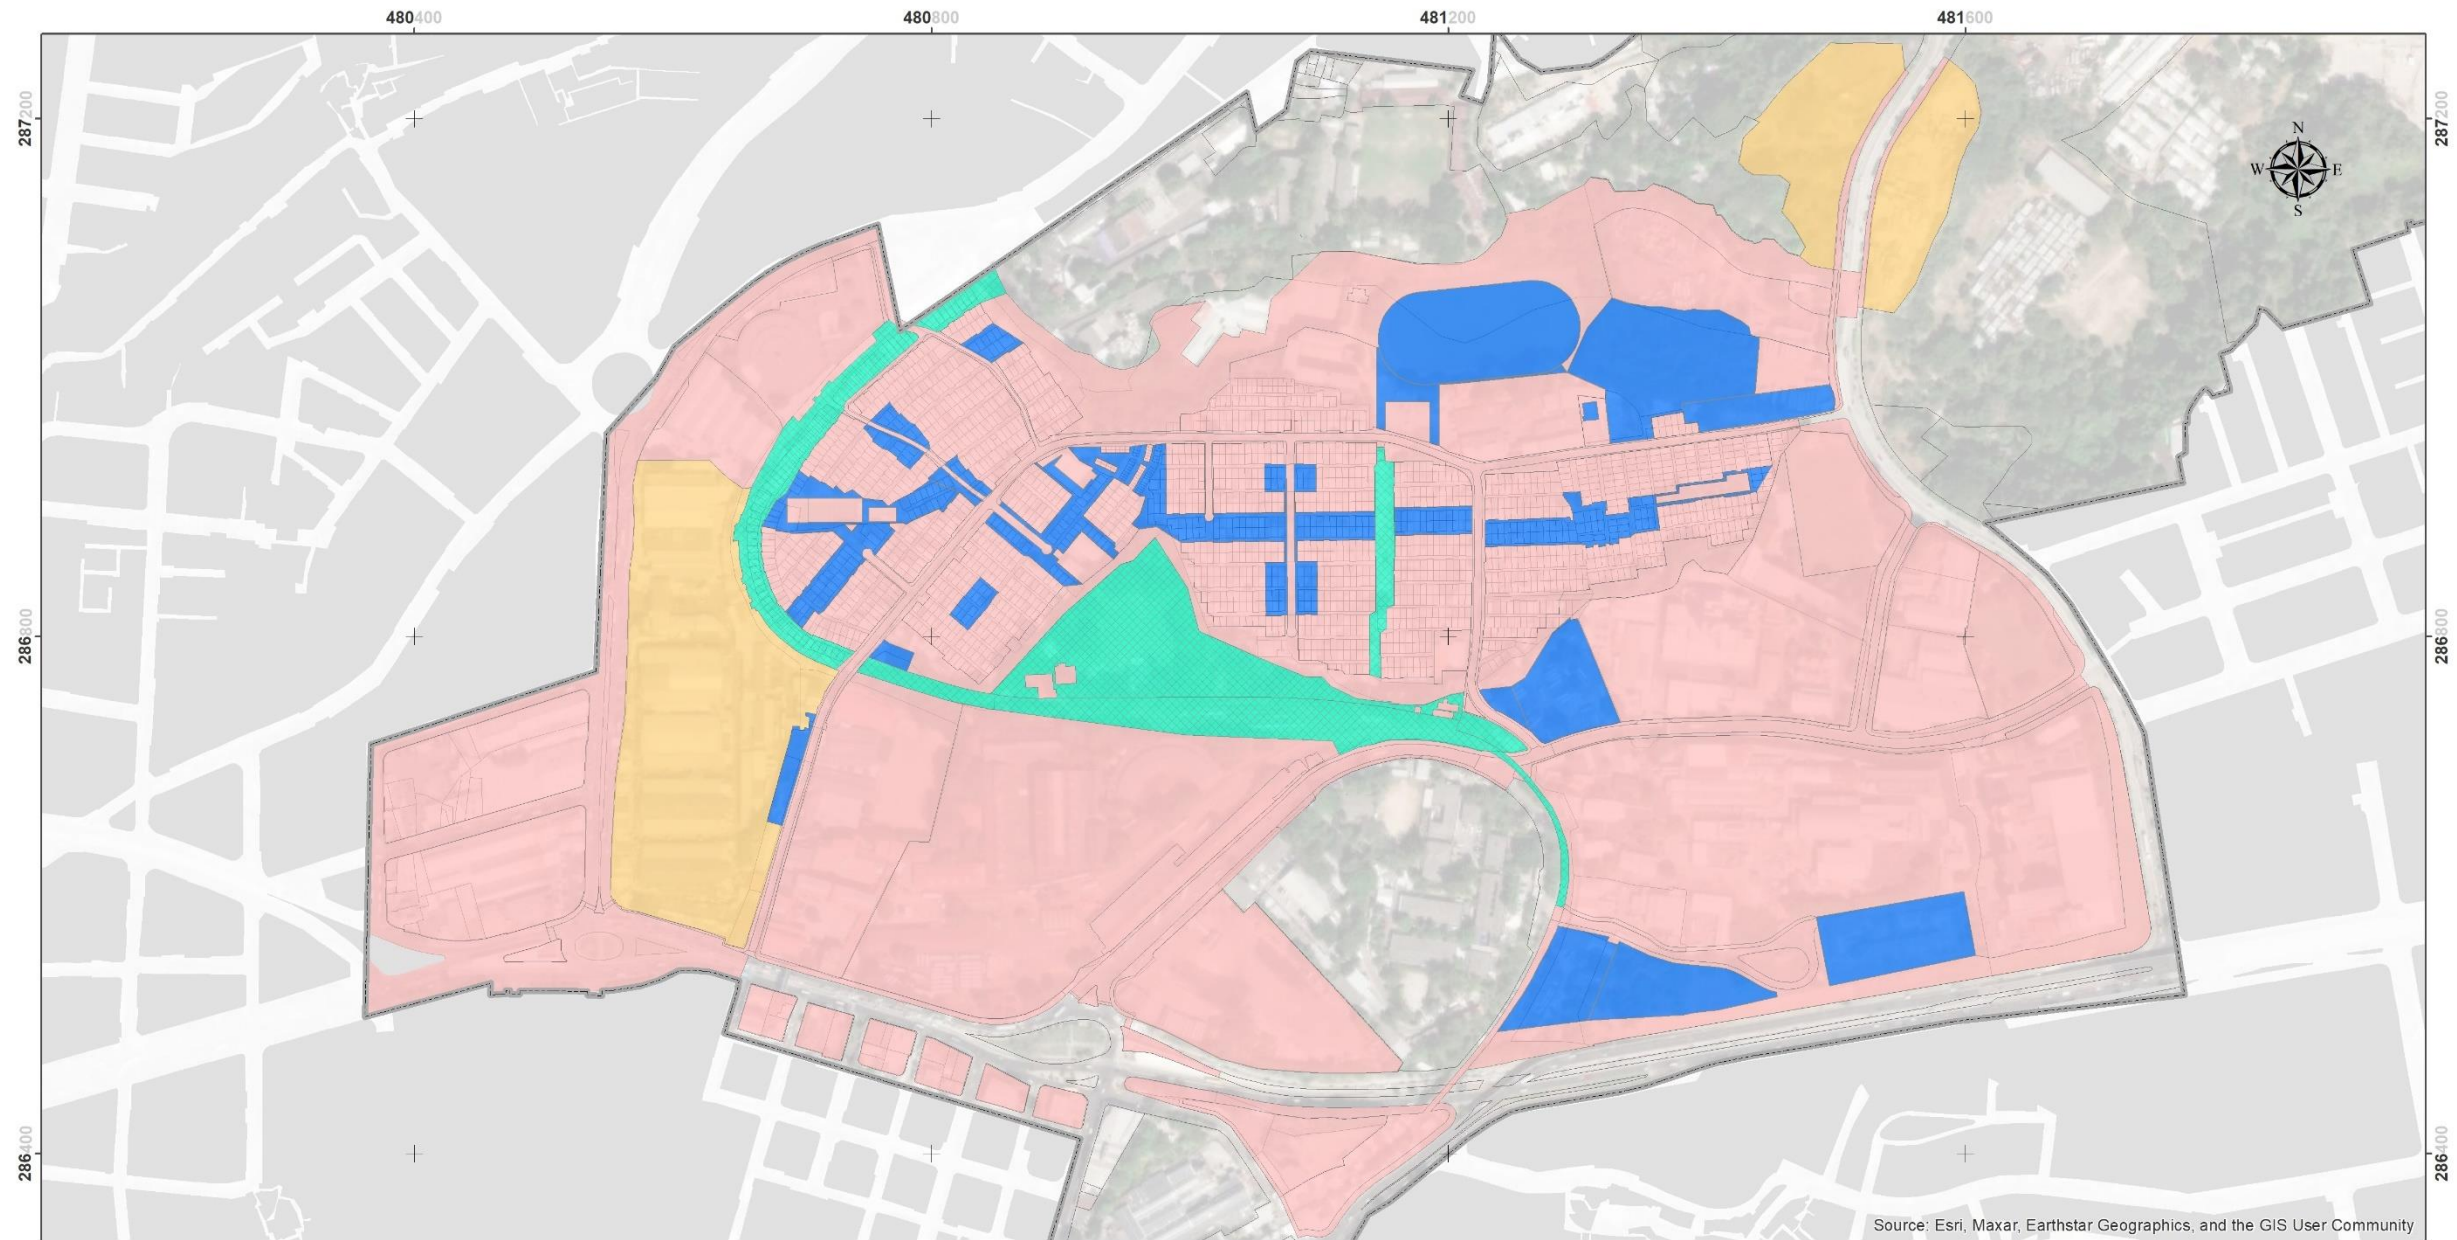 480400 480800 481200 481600
287200 287200
N
W E
S
286800 286800
286400 286400
Source: Esri, Maxar, Earthstar Geographics, and the GIS User Community